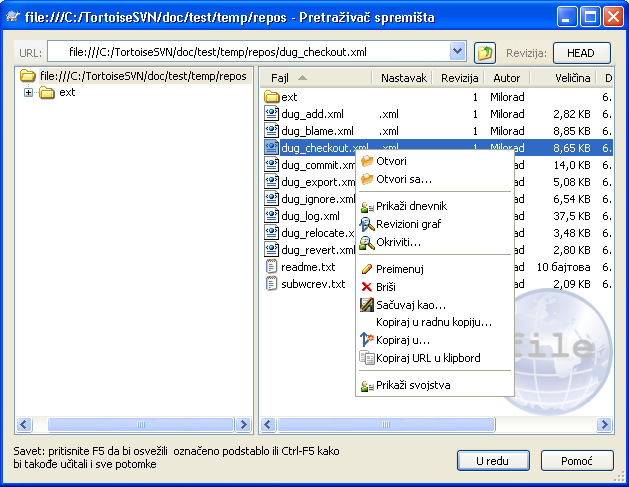 file:///C:/TortoiseSVN/doc/test/temp/repos - Pretraživač spremišta
URL: file:///C:/TortoiseSVN/doc/test/temp/repos/dug_checkout.xml Revizija: HEAD
file:///C:/TortoiseSVN/doc/test/temp/repos
ext
Fajl Nastavak Revizija Autor Veličina D
ext 1 Milorad 6.
dug_add.xml .xml 1 Milorad 2,82 KB 6.
dug_blame.xml .xml 1 Milorad 8,85 KB 6.
dug_checkout.xml .xml 1 Milorad 8,65 KB 6.
dug_commit.xm 14,0 KB 6.
dug_export.xm 5,08 KB 6.
dug_ignore.xm 6,54 KB 6.
dug_log.xml 37,5 KB 6.
dug_relocate.x 3,48 KB 6.
dug_revert.xm 2,80 KB 6.
readme.txt 10 бајтова 6.
subwcrev.txt 2,09 KB 6.
Otvori
Otvori sa...
Prikaži dnevnik
Revizioni graf
Okriviti...
Preimenuj
Briši
Sačuvaj kao...
Kopiraj u radnu kopiju...
Kopiraj u...
Kopiraj URL u klipbord
Prikaži svojstva
file
Savet: pritisnite F5 da bi osvežili označeno podstablo ili Ctrl-F5 kako
bi takođe učitali i sve potomke
U redu
Pomoć